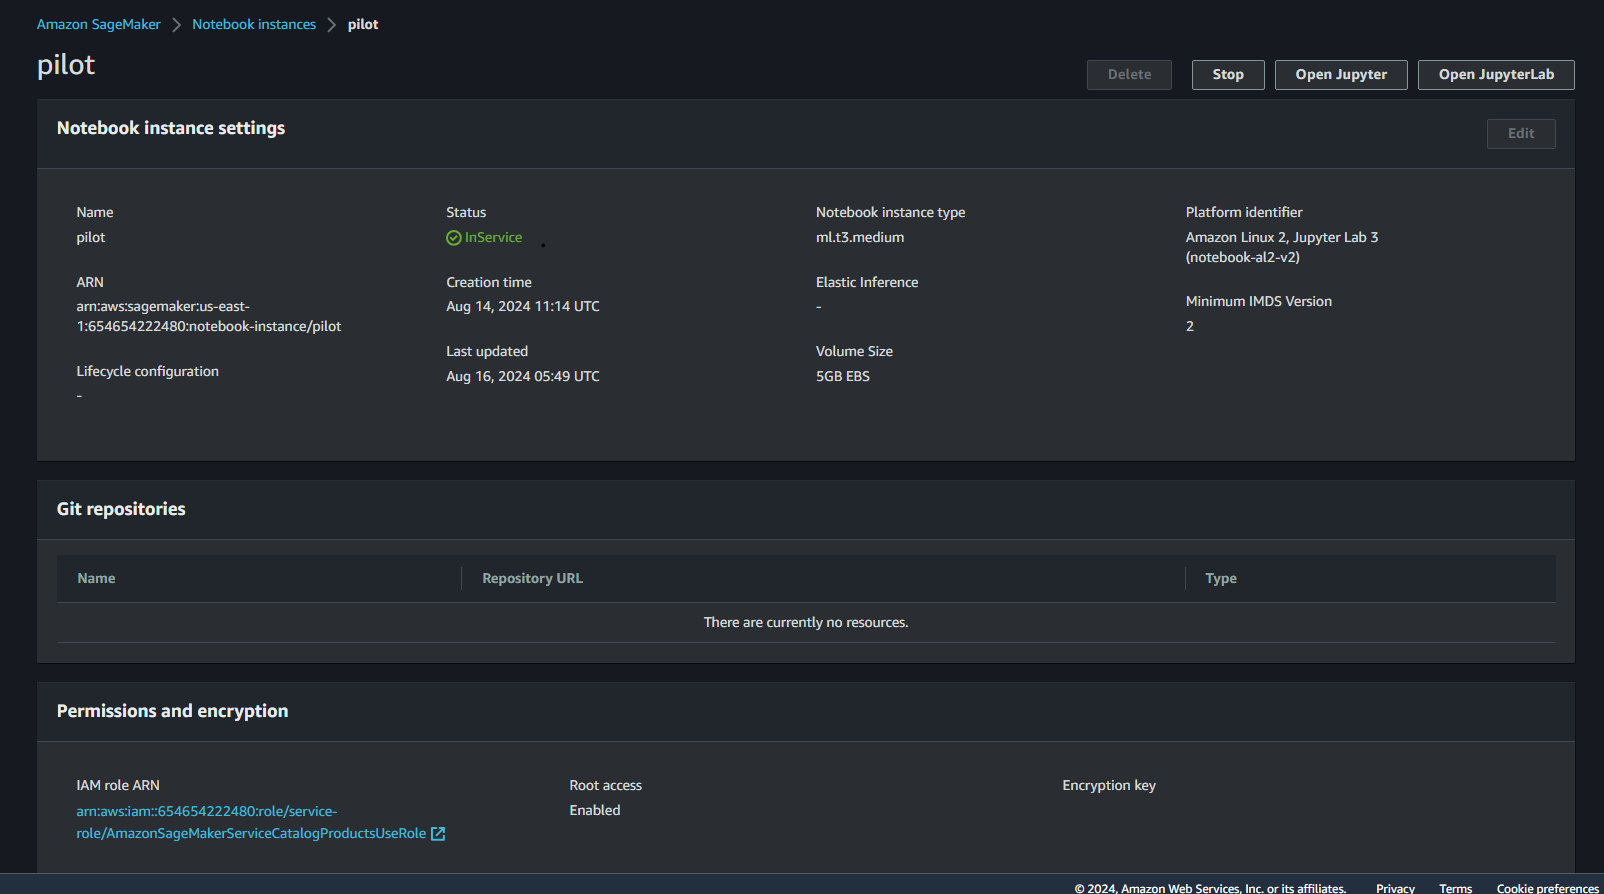 Amazon SageMaker > Notebook instances > pilot
pilot
Delete Stop Open Jupyter Open JupyterLab
Notebook instance settings
Edit
Name
pilot
ARN
arn:aws:sagemaker:us-east-
1:654654222480:notebook-instance/pilot
Lifecycle configuration
-
Status
InService
Creation time
Aug 14, 2024 11:14 UTC
Last updated
Aug 16, 2024 05:49 UTC
Notebook instance type
ml.t3.medium
Elastic Inference
-
Volume Size
5GB EBS
Platform identifier
Amazon Linux 2, Jupyter Lab 3
(notebook-al2-v2)
Minimum IMDS Version
2
Git repositories
Name Repository URL Type
There are currently no resources.
Permissions and encryption
IAM role ARN
arn:aws:iam::654654222480:role/service-
role/AmazonSageMakerServiceCatalogProductsUseRole
Root access
Enabled
Encryption key
© 2024, Amazon Web Services, Inc. or its affiliates. Privacy Terms Cookie preferences